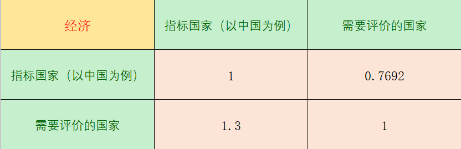 经济 指标国家（以中国为例） 需要评价的国家
指标国家（以中国为例） 1 0.7692
需要评价的国家 1.3 1